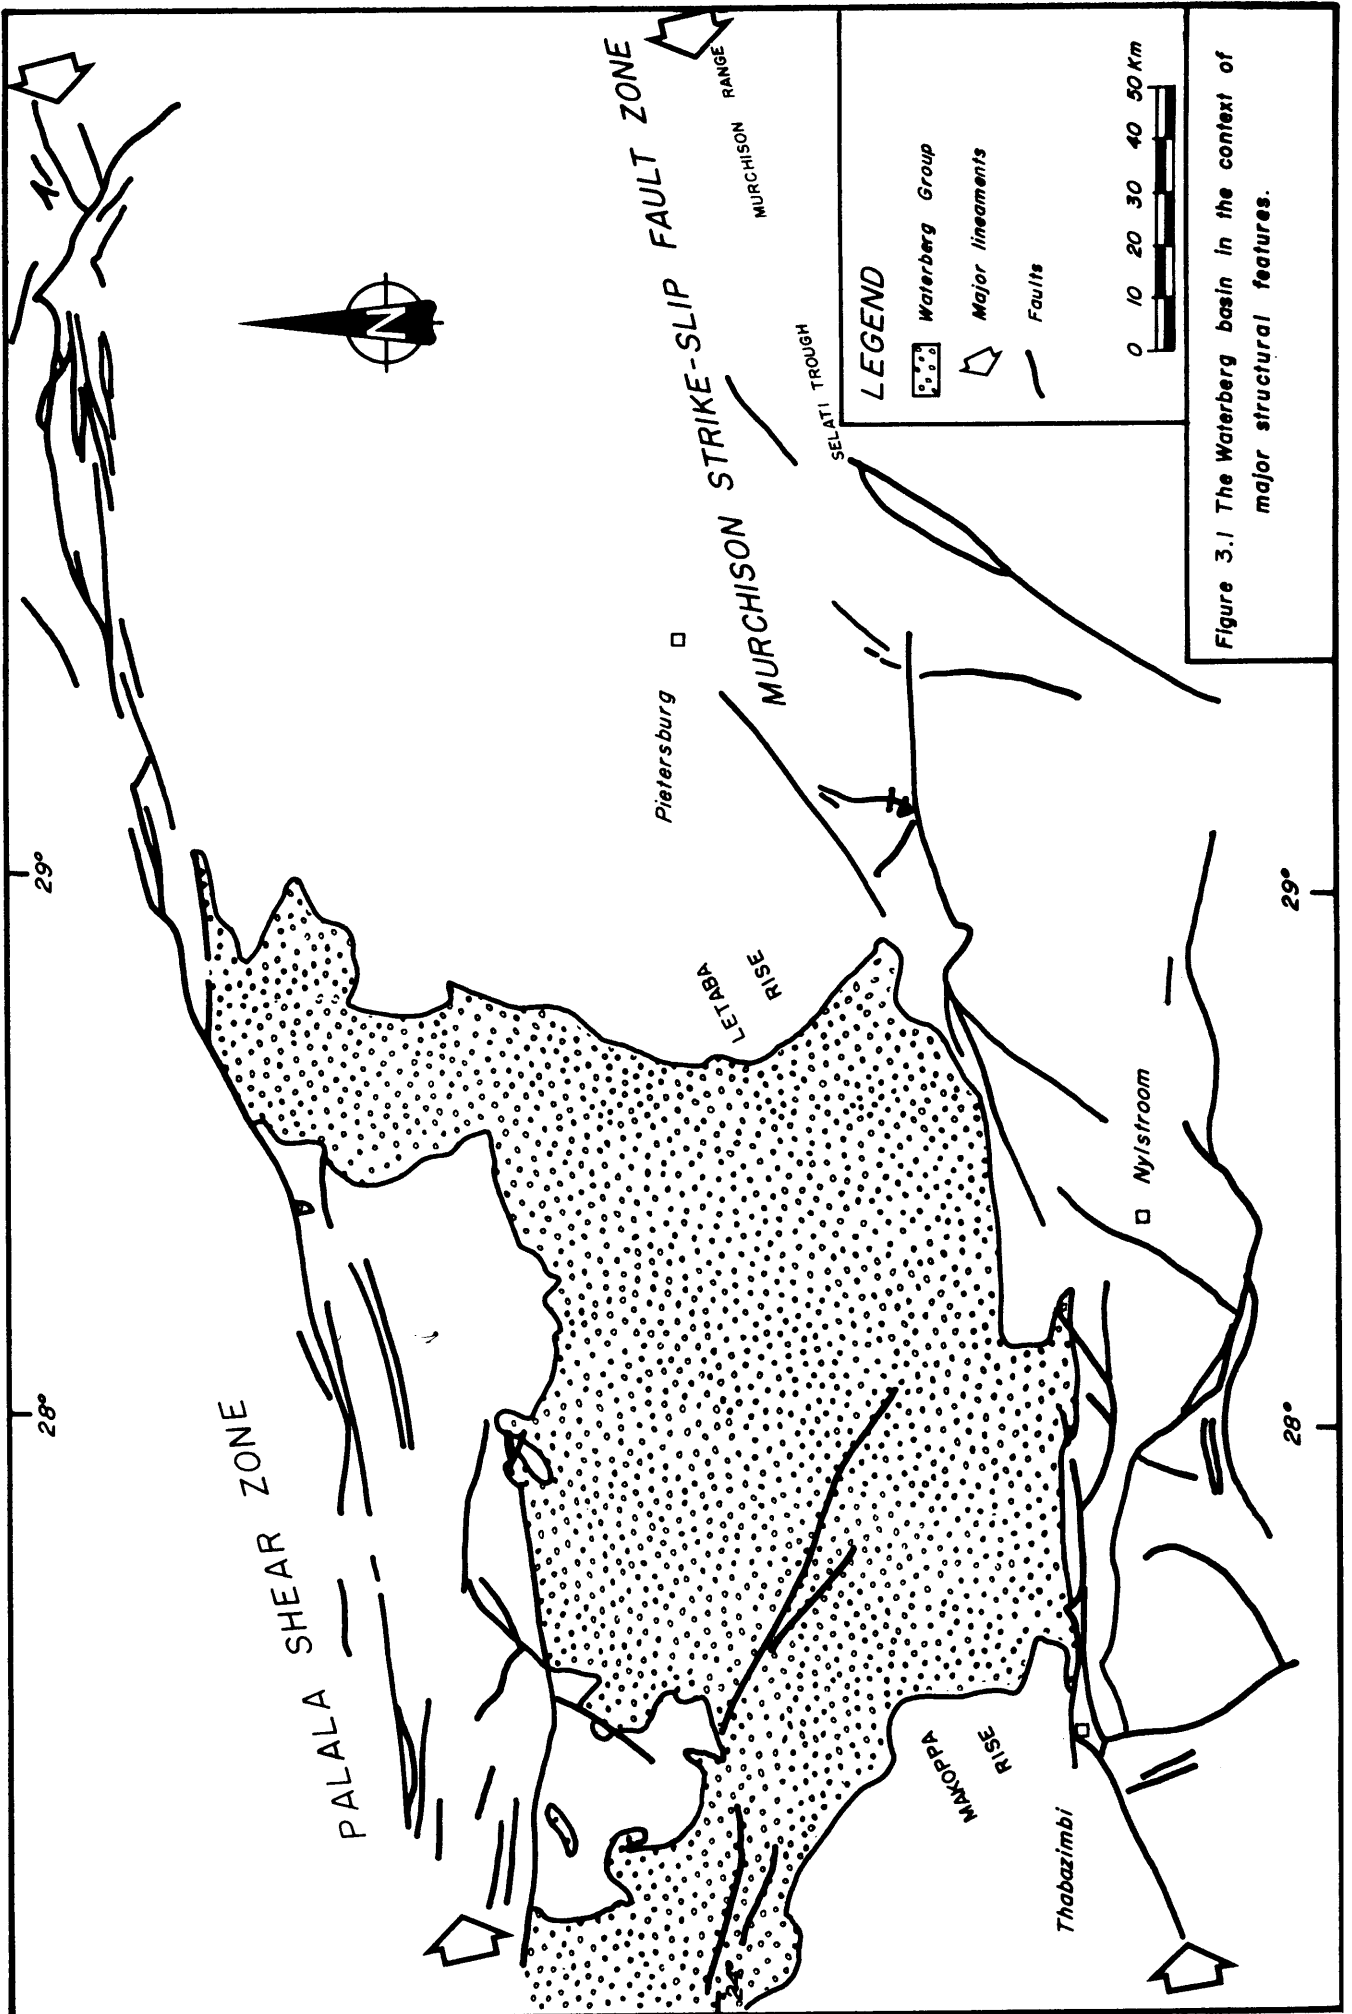 29°
28°
PALALA SHEAR ZONE
N
MURCHISON STRIKE-SLIP FAULT ZONE
MURCHISON RANGE
SELATI TROUGH
Pietersburg
LETABA
RISE
Nylstroom
MAKOPPA
RISE
Thabazimbi
24°
29°
28°
LEGEND
Waterberg Group
Major lineaments
Faults
0 10 20 30 40 50 Km
Figure 3.1 The Waterberg basin in the context of
major structural features.